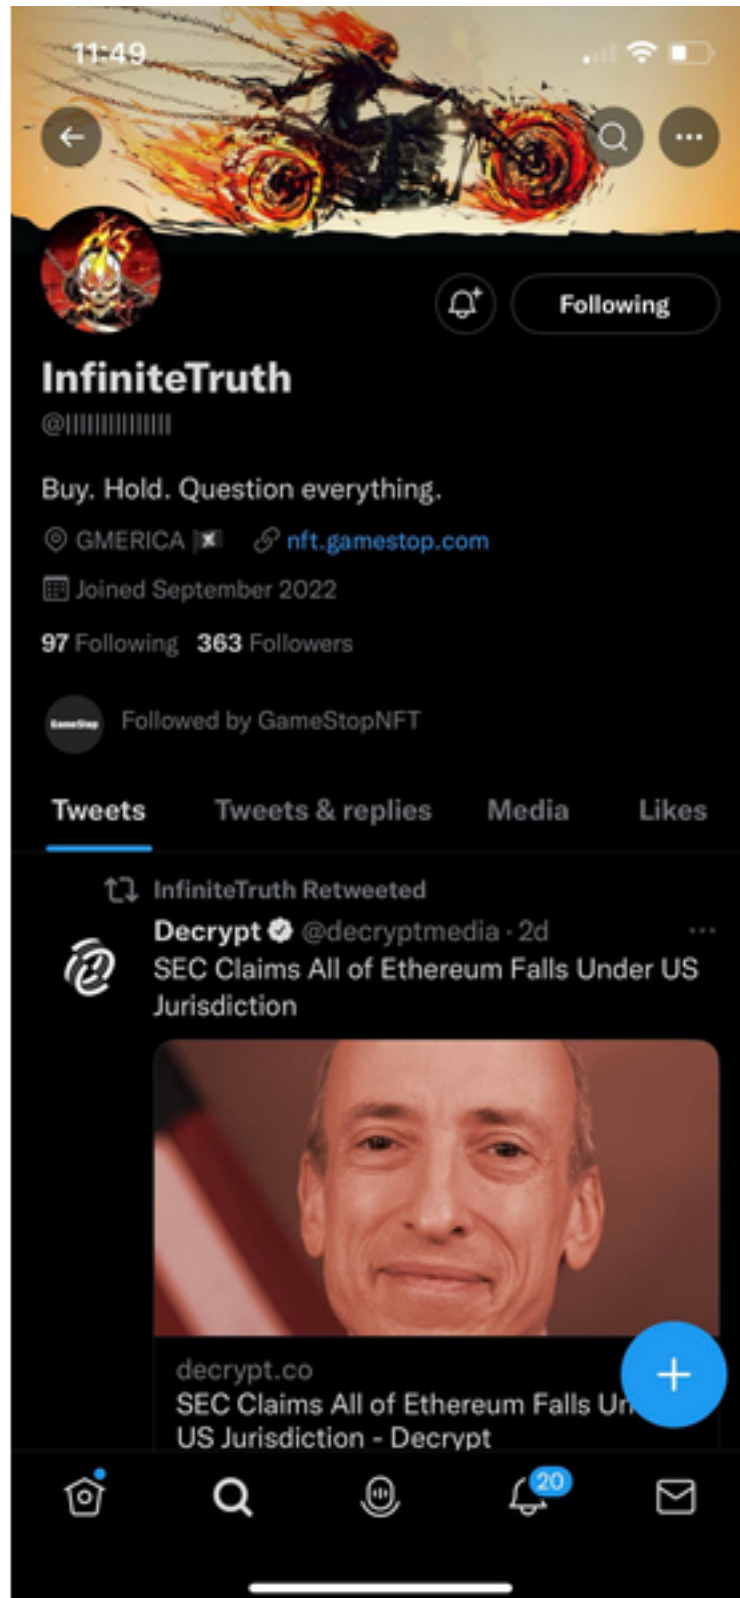 11:49
Following
InfiniteTruth
@||||||||||||||
Buy. Hold. Question everything.
GMERICA nft.gamestop.com
Joined September 2022
97 Following 363 Followers
GameStop
Followed by GameStopNFT
Tweets Tweets & replies Media Likes
InfiniteTruth Retweeted
Decrypt @decryptmedia · 2d
SEC Claims All of Ethereum Falls Under US
Jurisdiction
decrypt.co
SEC Claims All of Ethereum Falls Un
US Jurisdiction - Decrypt
20